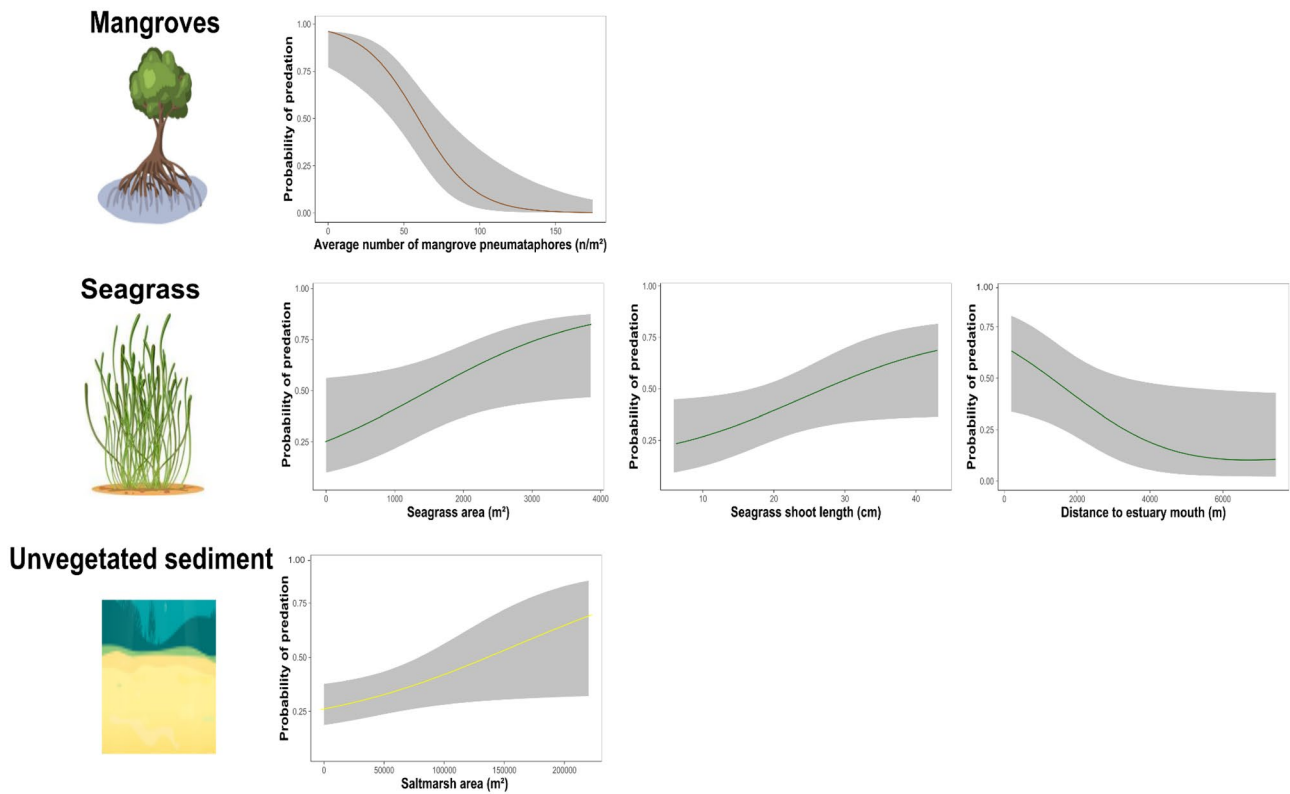 Mangroves
Probability of predation
1.00
0.75
0.50
0.25
0.00
0 50 100 150
Average number of mangrove pneumataphores (n/m²)
Seagrass
Probability of predation
1.00
0.75
0.50
0.25
0 1000 2000 3000 4000
Seagrass area (m²)
Probability of predation
1.00
0.75
0.50
0.25
10 20 30 40
Seagrass shoot length (cm)
Probability of predation
1.00
0.75
0.50
0.25
0.00
0 2000 4000 6000
Distance to estuary mouth (m)
Unvegetated sediment
Probability of predation
1.00
0.75
0.50
0.25
0 50000 100000 150000 200000
Saltmarsh area (m²)